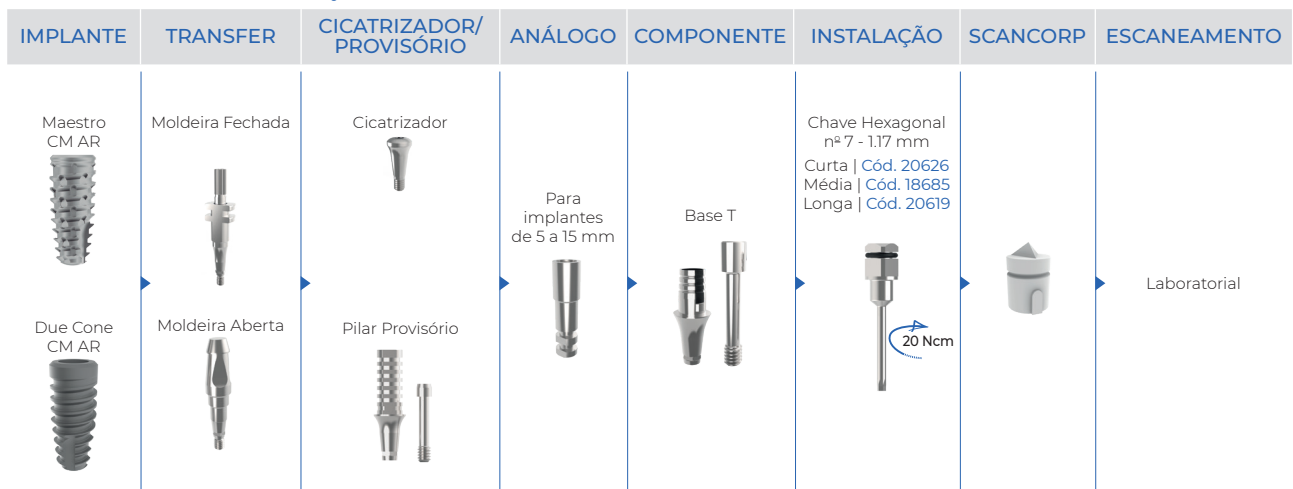 IMPLANTE
TRANSFER
CICATRIZADOR/
PROVISÓRIO
ANÁLOGO
COMPONENTE
INSTALAÇÃO
SCANCORP
ESCANEAMENTO
Maestro
CM AR
Due Cone
CM AR
Moldeira Fechada
Moldeira Aberta
Cicatrizador
Pilar Provisório
Para
implantes
de 5 a 15 mm
Base T
Chave Hexagonal
nº 7 - 1.17 mm
Curta | Cód. 20626
Média | Cód. 18685
Longa | Cód. 20619
20 Ncm
Laboratorial